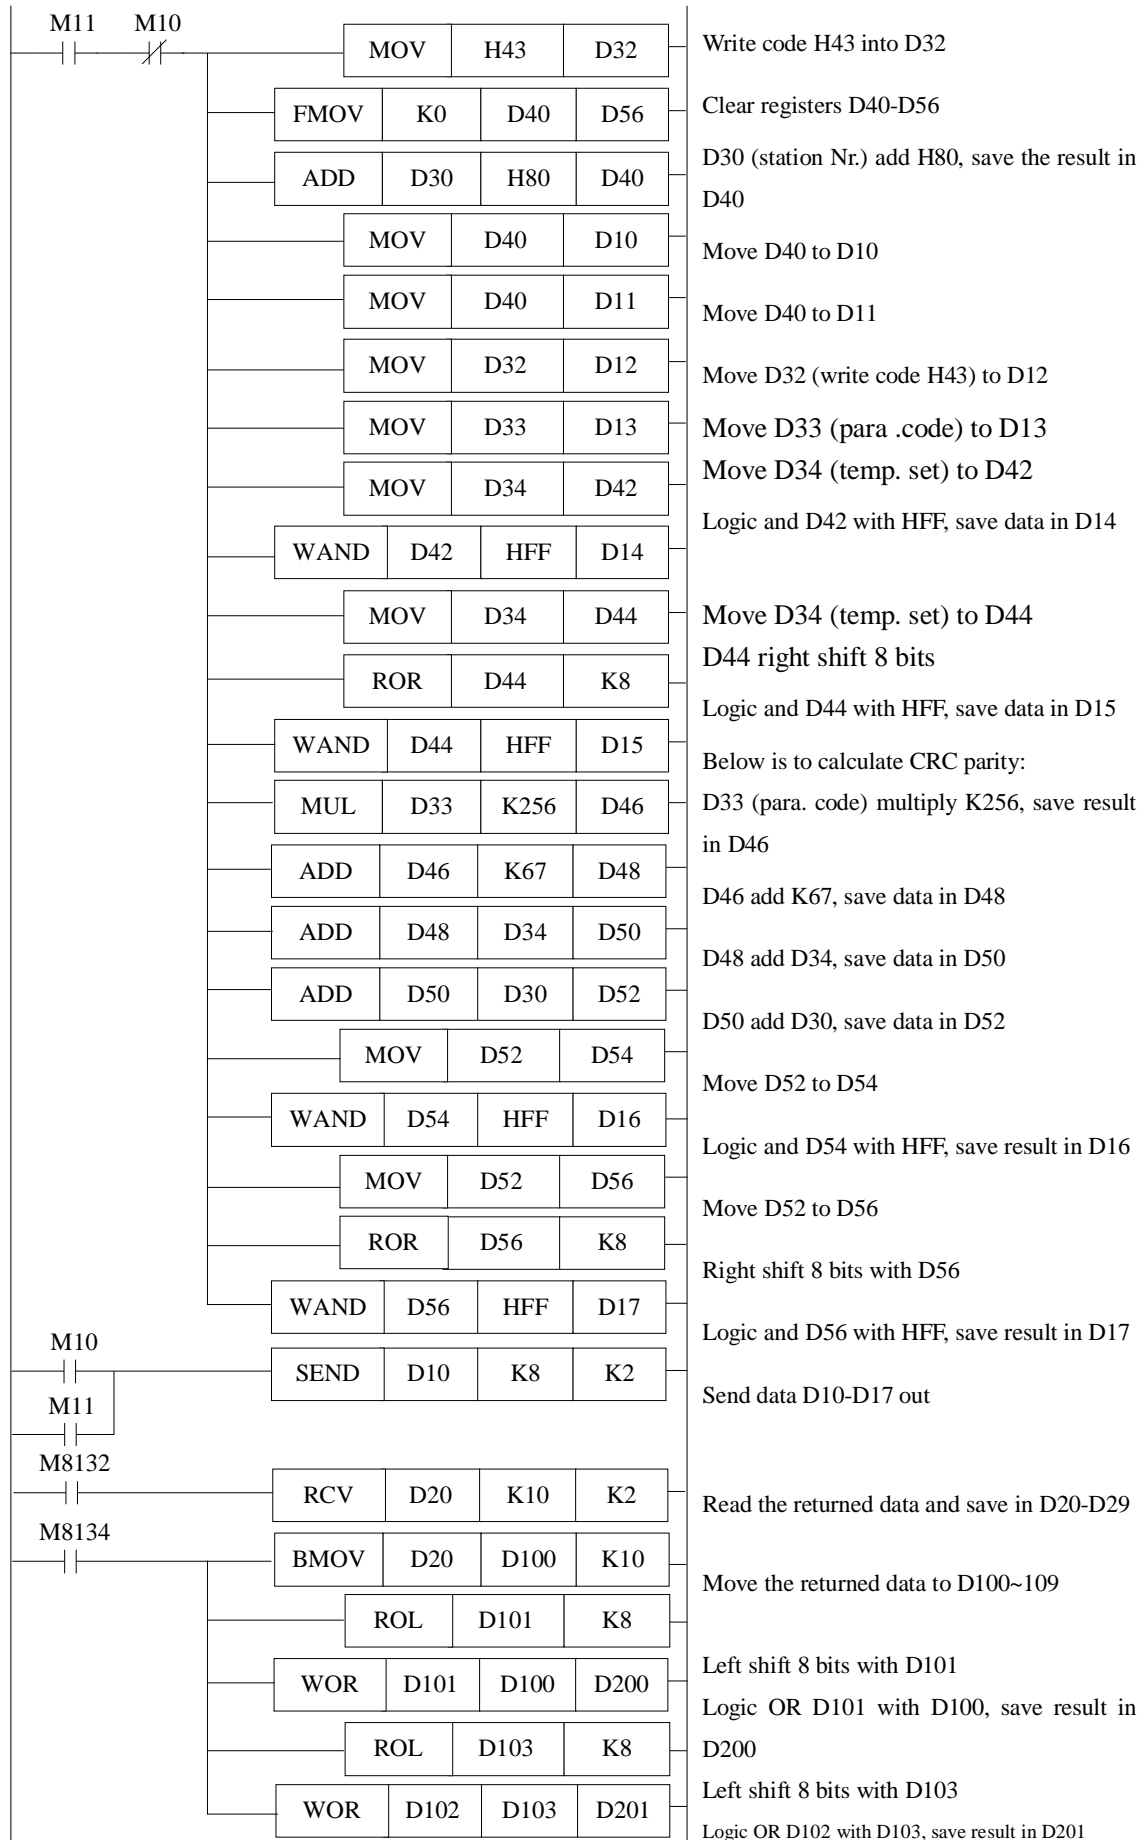 M11 M10
MOV H43 D32 Write code H43 into D32
FMOV K0 D40 D56 Clear registers D40-D56
D30 (station Nr.) add H80, save the result in
ADD D30 H80 D40
D40
MOV D40 D10 Move D40 to D10
MOV D40 D11 Move D40 to D11
MOV D32 D12 Move D32 (write code H43) to D12
MOV D33 D13 Move D33 (para .code) to D13
MOV D34 D42 Move D34 (temp. set) to D42
Logic and D42 with HFF, save data in D14
WAND D42 HFF D14
MOV D34 D44 Move D34 (temp. set) to D44
D44 right shift 8 bits
ROR D44 K8
Logic and D44 with HFF, save data in D15
WAND D44 HFF D15
Below is to calculate CRC parity:
MUL D33 K256 D46 D33 (para. code) multiply K256, save result
in D46
ADD D46 K67 D48
D46 add K67, save data in D48
ADD D48 D34 D50
D48 add D34, save data in D50
ADD D50 D30 D52
D50 add D30, save data in D52
MOV D52 D54
Move D52 to D54
WAND D54 HFF D16
Logic and D54 with HFF, save result in D16
MOV D52 D56
Move D52 to D56
ROR D56 K8
Right shift 8 bits with D56
WAND D56 HFF D17
Logic and D56 with HFF, save result in D17
M10
SEND D10 K8 K2
Send data D10-D17 out
M11
M8132
RCV D20 K10 K2 Read the returned data and save in D20-D29
M8134
BMOV D20 D100 K10
Move the returned data to D100~109
ROL D101 K8
Left shift 8 bits with D101
WOR D101 D100 D200
Logic OR D101 with D100, save result in
D200
ROL D103 K8
Left shift 8 bits with D103
WOR D102 D103 D201
Logic OR D102 with D103, save result in D201